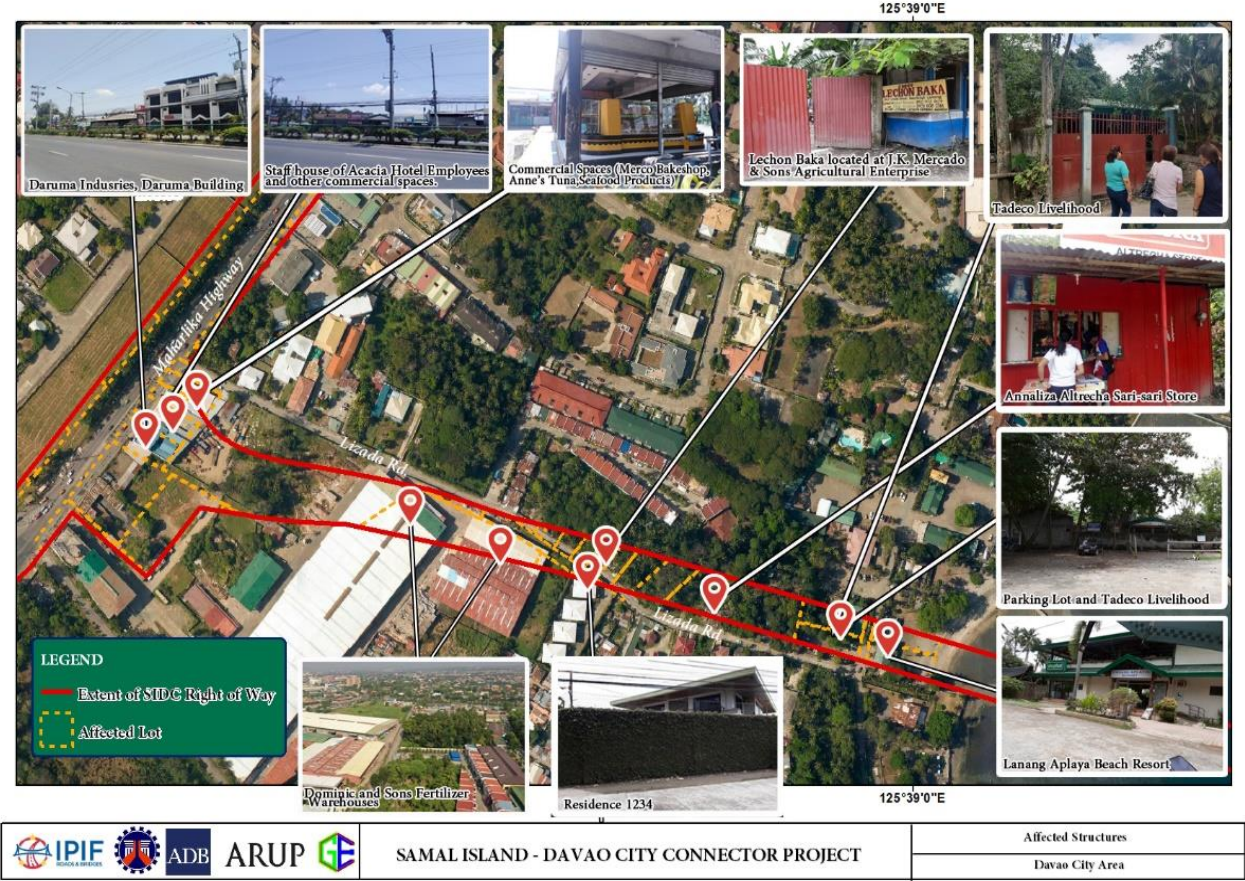 125°39'0"E
Daruma Indusries, Daruma Building
Staff house of Acacia Hotel Employees
and other commercial spaces.
Commercial Spaces (Merco Bakeshop,
Anne's Tuna Seafood Products)
LECHON BAKA
Lechon Baka located at J.K. Mercado
& Sons Agricultural Enterprise
Tadeco Livelihood
Annaliza Altrecha Sari-sari Store
Maharlika Highway
Lizada Rd.
Lizada Rd.
Parking Lot and Tadeco Livelihood
Lanang Aplaya Beach Resort
LEGEND
Extent of SIDC Right of Way
Affected Lot
Dominic and Sons Fertilizer
Warehouses
Residence 1234
125°39'0"E
IPIF
ROADS & BRIDGES
ADB
ARUP
GE
SAMAL ISLAND - DAVAO CITY CONNECTOR PROJECT
Affected Structures
Davao City Area